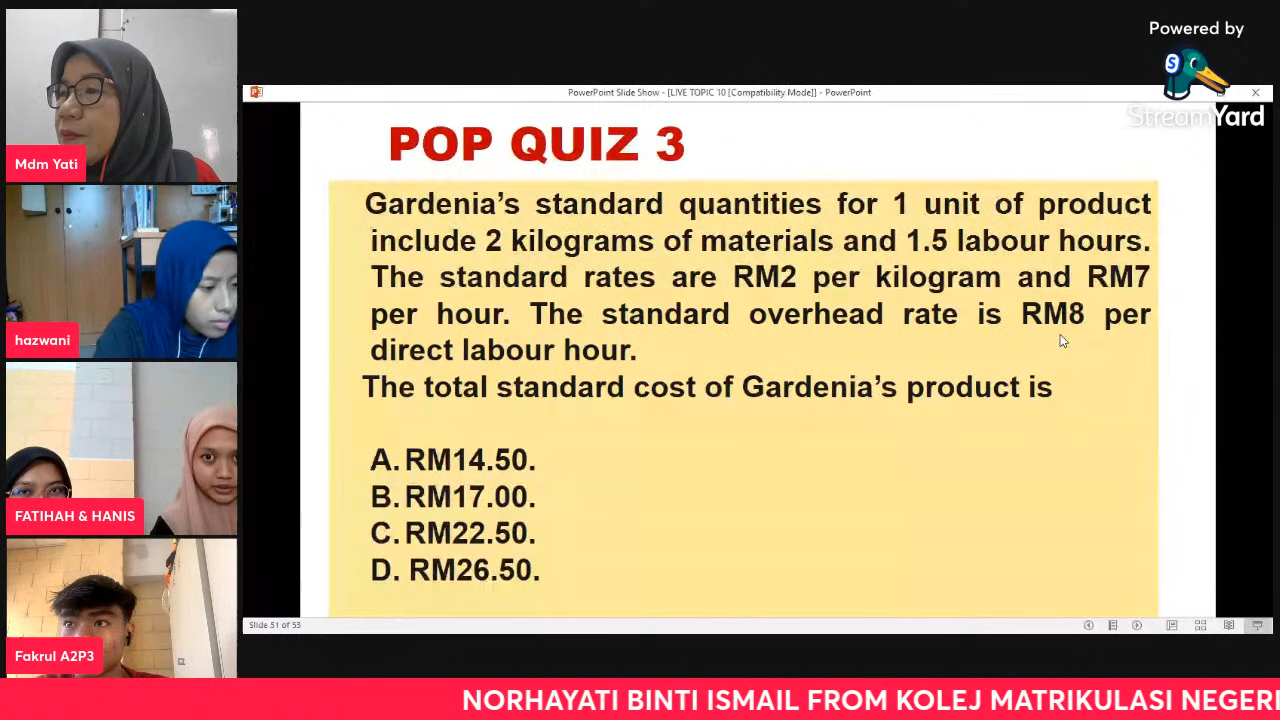 Powered by
StreamYard
PowerPoint Slide Show - [LIVE TOPIC 10 [Compatibility Mode]] - PowerPoint
POP QUIZ 3
Gardenia’s standard quantities for 1 unit of product
include 2 kilograms of materials and 1.5 labour hours.
The standard rates are RM2 per kilogram and RM7
per hour. The standard overhead rate is RM8 per
direct labour hour.
The total standard cost of Gardenia’s product is
A. RM14.50.
B. RM17.00.
C. RM22.50.
D. RM26.50.
Slide 51 of 53
Mdm Yati
hazwani
FATIHAH & HANIS
Fakrul A2P3
NORHAYATI BINTI ISMAIL FROM KOLEJ MATRIKULASI NEGERI